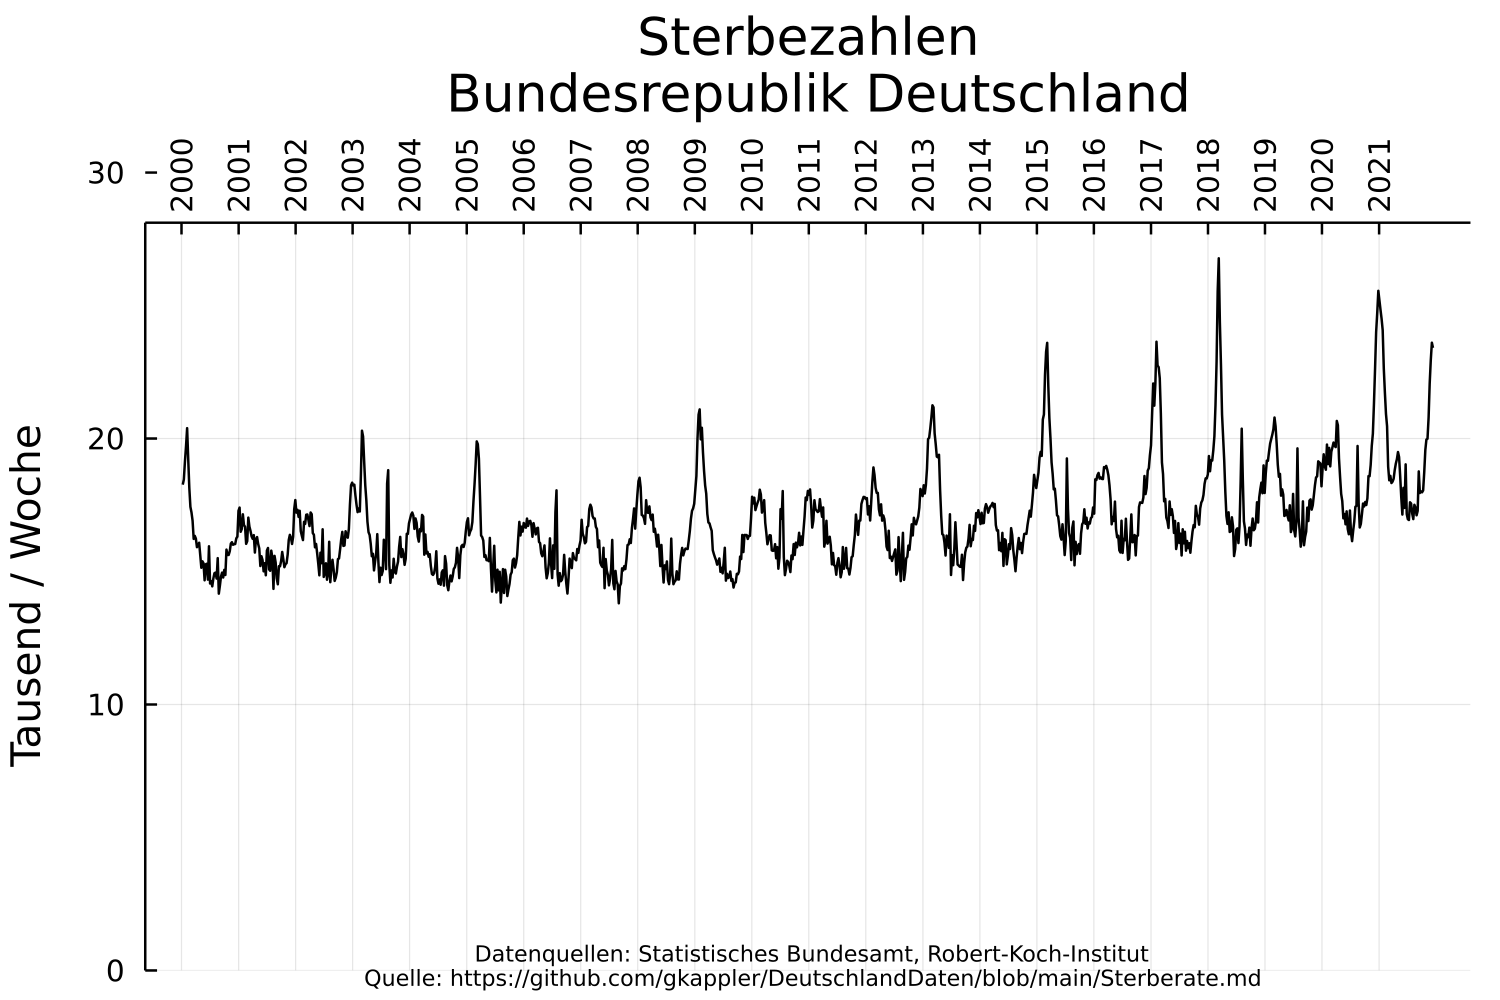 Sterbezahlen
Bundesrepublik Deutschland
2000 2001 2002 2003 2004 2005 2006 2007 2008 2009 2010 2011 2012 2013 2014 2015 2016 2017 2018 2019 2020 2021
30
20
10
0
Tausend / Woche
Datenquellen: Statistisches Bundesamt, Robert-Koch-Institut
Quelle: https://github.com/gkappler/DeutschlandDaten/blob/main/Sterberate.md